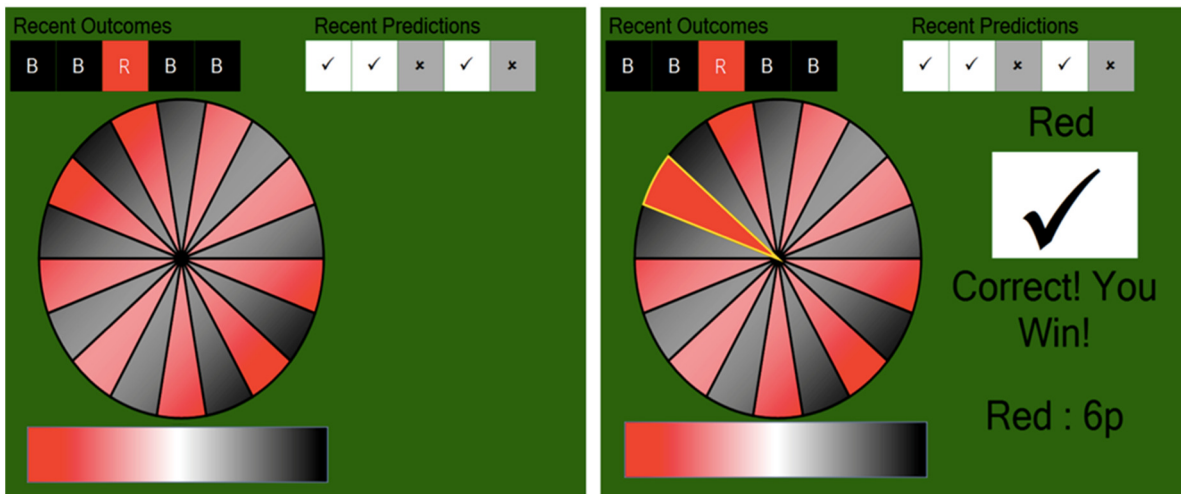 Recent Outcomes
Recent Predictions
B B R B B
✓ ✓ × ✓ ×
Recent Outcomes
Recent Predictions
B B R B B
✓ ✓ × ✓ ×
Red
✓
Correct! You
Win!
Red : 6p